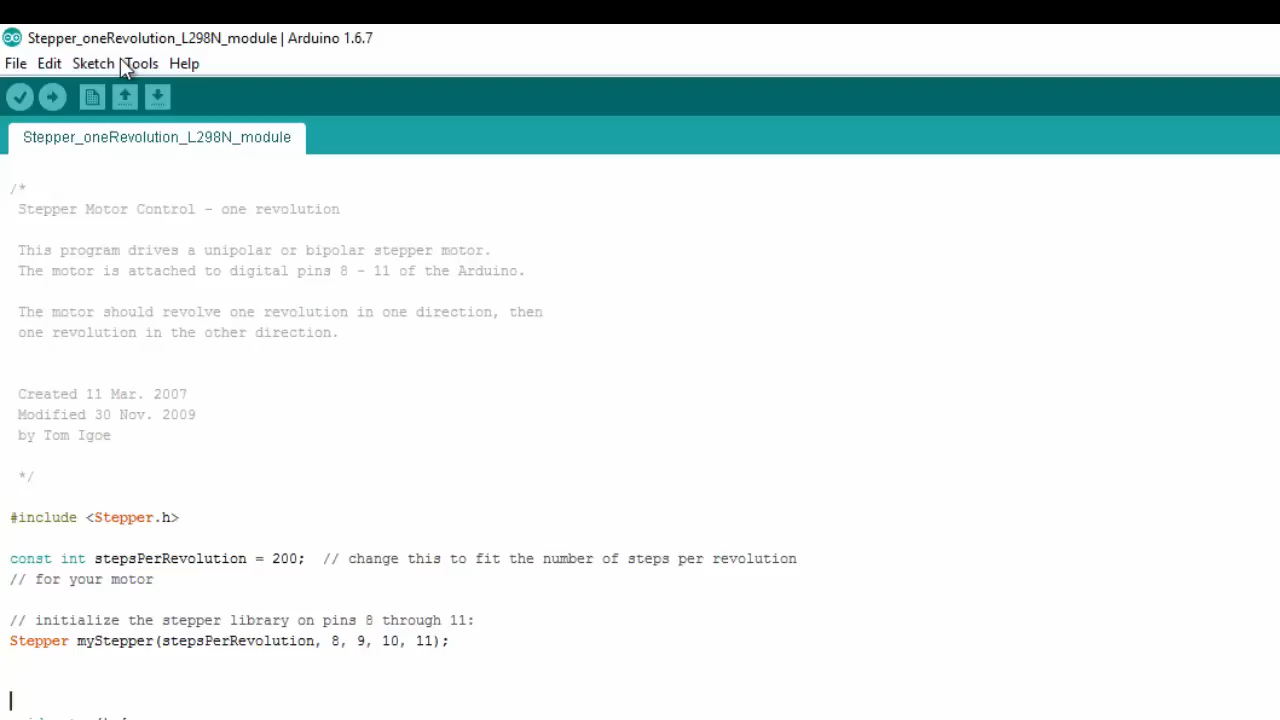 Stepper_oneRevolution_L298N_module | Arduino 1.6.7
File Edit Sketch Tools Help
Stepper_oneRevolution_L298N_module
/*
Stepper Motor Control - one revolution
This program drives a unipolar or bipolar stepper motor.
The motor is attached to digital pins 8 - 11 of the Arduino.
The motor should revolve one revolution in one direction, then
one revolution in the other direction.
Created 11 Mar. 2007
Modified 30 Nov. 2009
by Tom Igoe
*/
#include <Stepper.h>
const int stepsPerRevolution = 200;  // change this to fit the number of steps per revolution
// for your motor
// initialize the stepper library on pins 8 through 11:
Stepper myStepper(stepsPerRevolution, 8, 9, 10, 11);